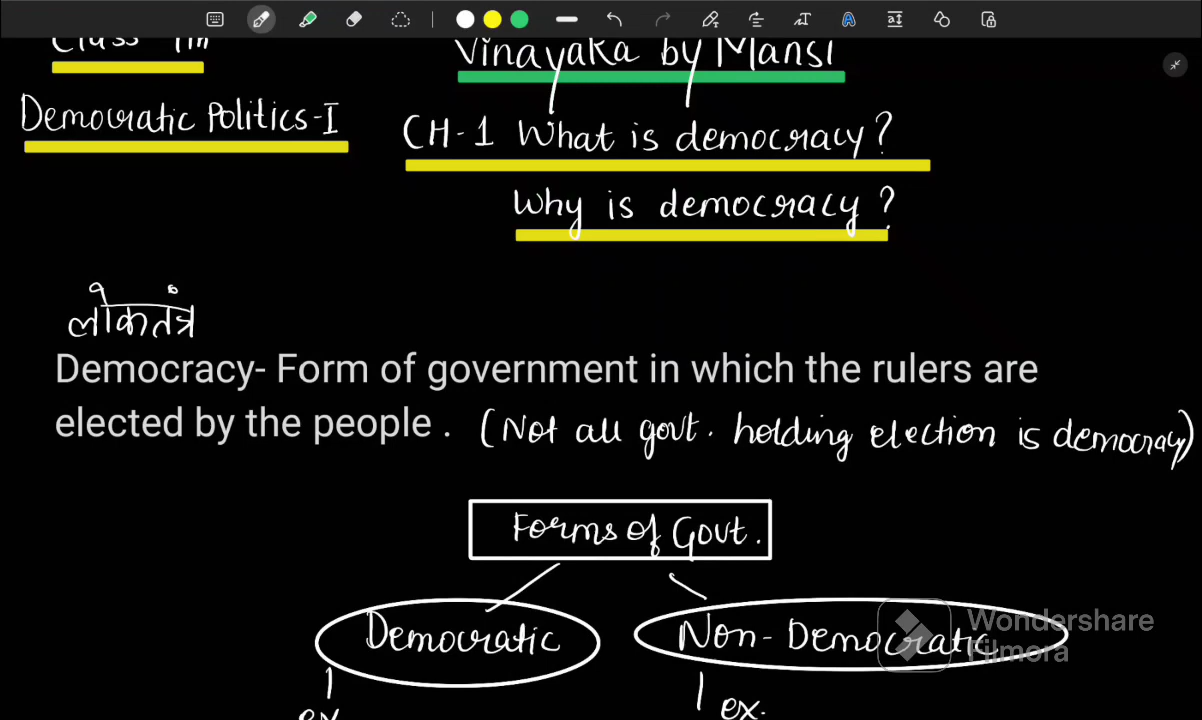 Vinayaka by Mansi
Democratic Politics-I
CH-1 What is democracy?
Why is democracy?
लोकतंत्र
Democracy- Form of government in which the rulers are
elected by the people .
(Not all govt. holding election is democracy)
Forms of Govt.
Democratic
Non-Democratic
ex.
ex.
Wondershare
Filmora